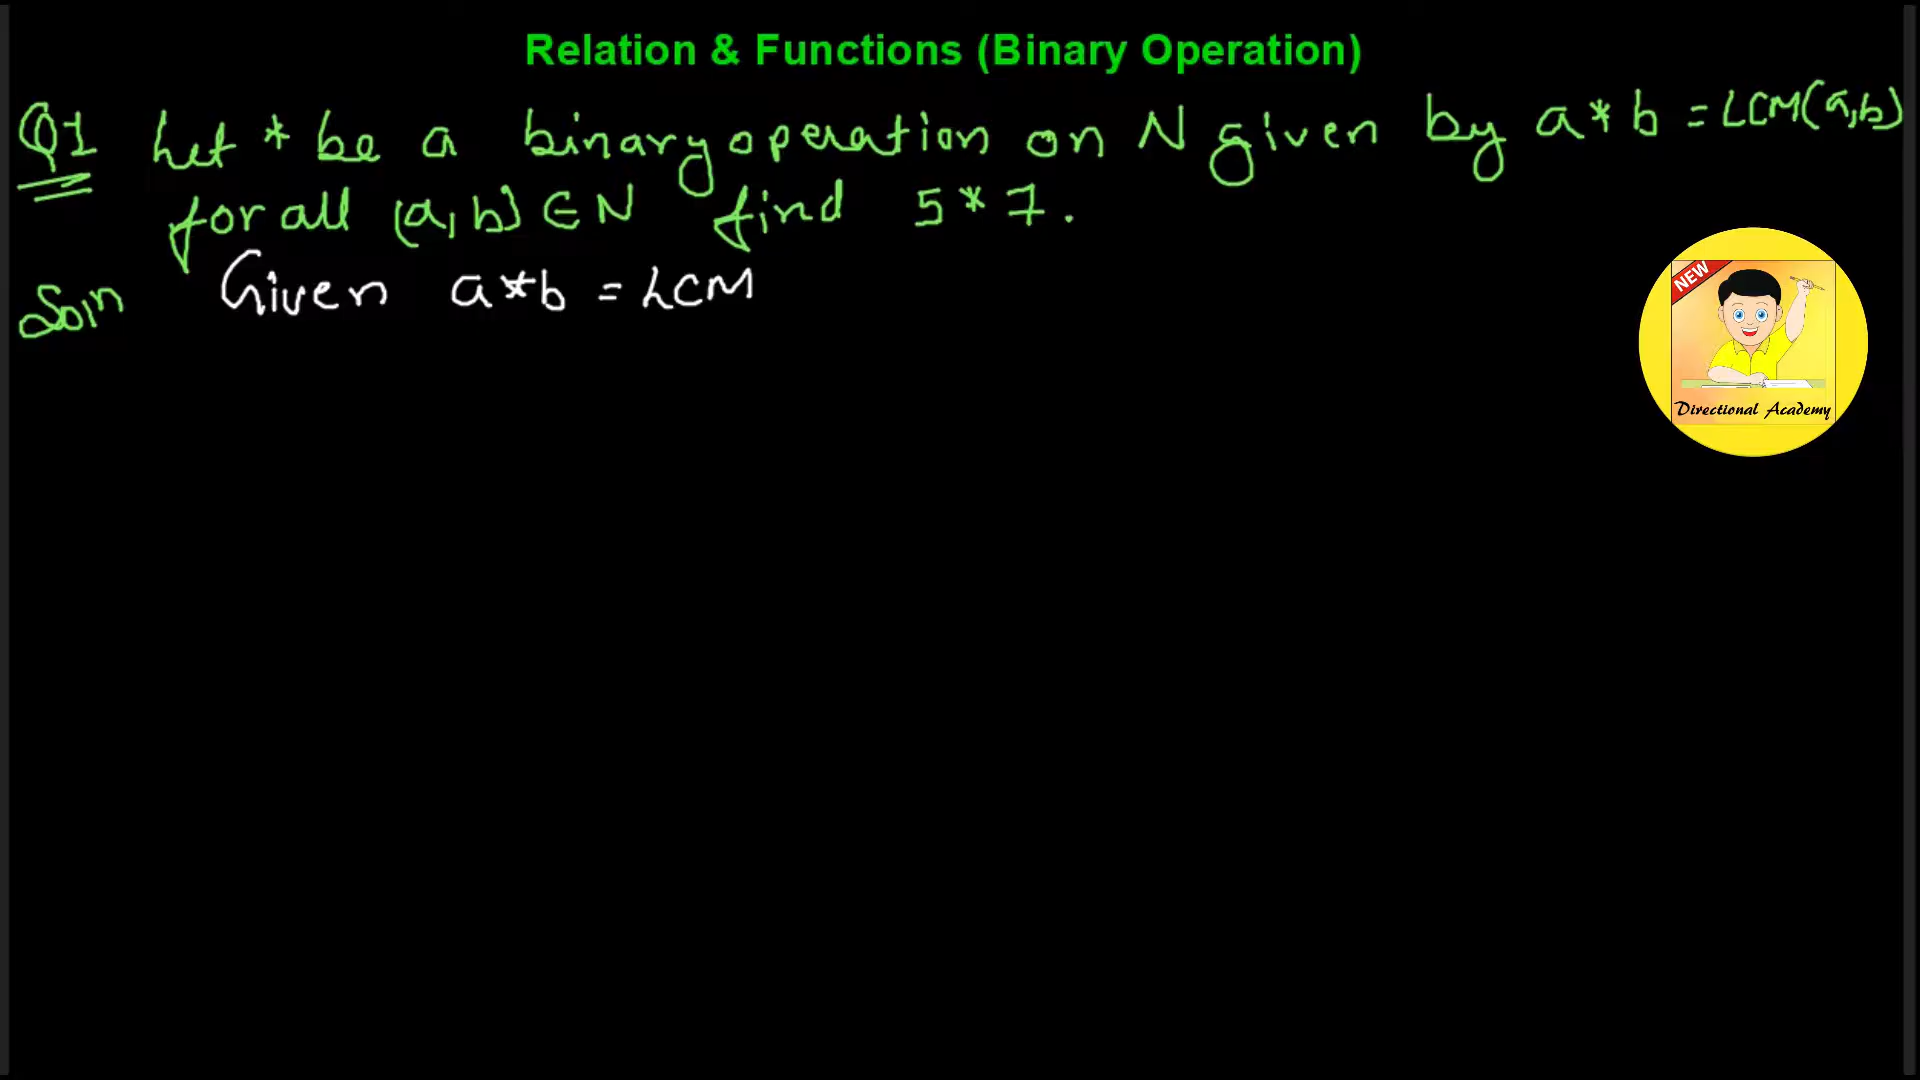 Relation & Functions (Binary Operation)
Q1 Let * be a binary operation on N given by a * b = LCM(a,b)
for all (a,b) ∈ N find 5 * 7.
Soln Given a*b = LCM
NEW
Directional Academy